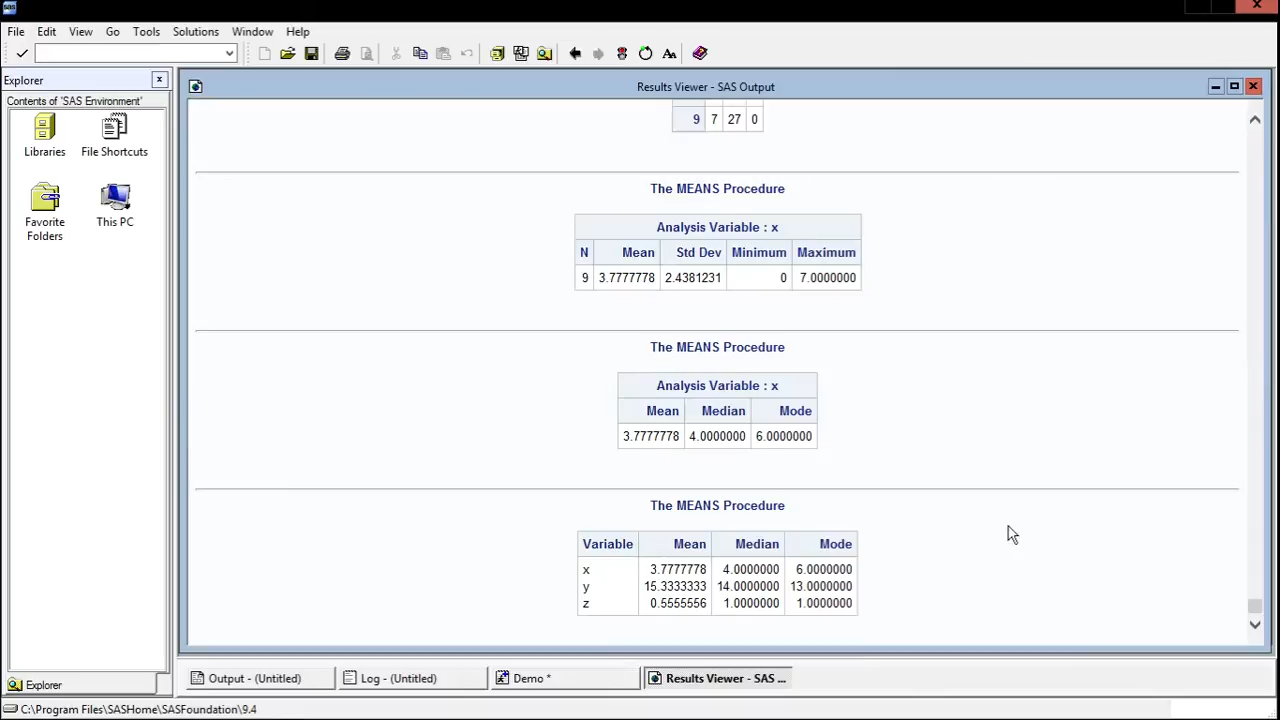 sas
File Edit View Go Tools Solutions Window Help
Explorer
Contents of 'SAS Environment'
Libraries
File Shortcuts
Favorite Folders
This PC
Results Viewer - SAS Output
9 7 27 0
The MEANS Procedure
Analysis Variable : x
N Mean Std Dev Minimum Maximum
9 3.7777778 2.4381231 0 7.0000000
The MEANS Procedure
Analysis Variable : x
Mean Median Mode
3.7777778 4.0000000 6.0000000
The MEANS Procedure
Variable Mean Median Mode
x 3.7777778 4.0000000 6.0000000
y 15.3333333 14.0000000 13.0000000
z 0.5555556 1.0000000 1.0000000
Explorer
Output - (Untitled) Log - (Untitled) Demo * Results Viewer - SAS ...
C:\Program Files\SASHome\SASFoundation\9.4